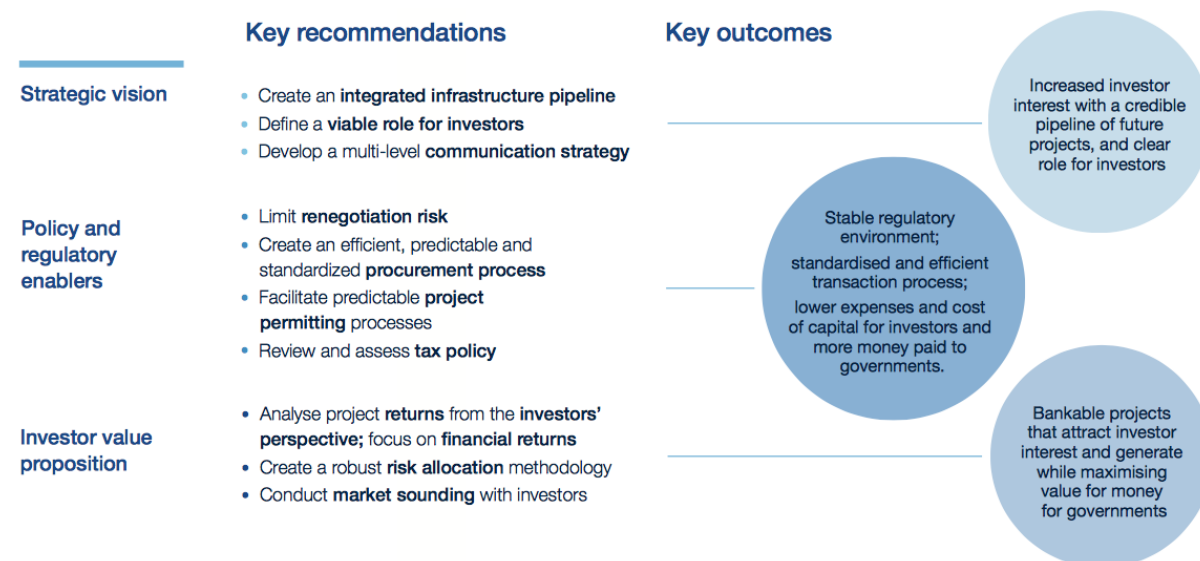 Key recommendations
Key outcomes
Strategic vision
• Create an integrated infrastructure pipeline
• Define a viable role for investors
• Develop a multi-level communication strategy
Increased investor
interest with a credible
pipeline of future
projects, and clear
role for investors
Policy and
regulatory
enablers
• Limit renegotiation risk
• Create an efficient, predictable and
standardized procurement process
• Facilitate predictable project
permitting processes
• Review and assess tax policy
Stable regulatory
environment;
standardised and efficient
transaction process;
lower expenses and cost
of capital for investors and
more money paid to
governments.
Investor value
proposition
• Analyse project returns from the investors’
perspective; focus on financial returns
• Create a robust risk allocation methodology
• Conduct market sounding with investors
Bankable projects
that attract investor
interest and generate
while maximising
value for money
for governments